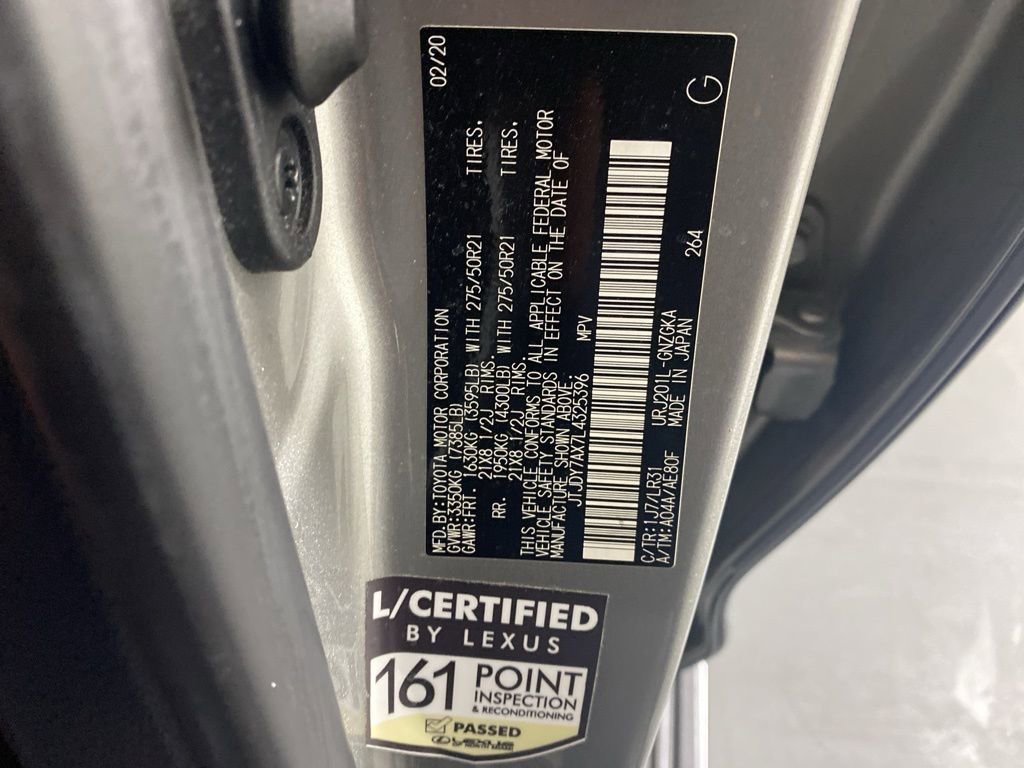 MFD.BY:TOYOTA MOTOR CORPORATION 02/20
GVWR:3350KG (7385LB)
GAWR:FRT. 1630KG (3595LB) WITH 275/50R21 TIRES,
21X8 1/2J RIMS.
RR. 1950KG (4300LB) WITH 275/50R21 TIRES,
21X8 1/2J RIMS.
THIS VEHICLE CONFORMS TO ALL APPLICABLE FEDERAL MOTOR
VEHICLE SAFETY STANDARDS IN EFFECT ON THE DATE OF
MANUFACTURE SHOWN ABOVE.
JTJDY7AX7L4325396 MPV
C/TR:1J7/LR31 URJ201L-GNZGKA 264
A/TM:A04A/AE80F MADE IN JAPAN
G
L/CERTIFIED
BY LEXUS
161 POINT
INSPECTION
& RECONDITIONING
PASSED
LEXUS